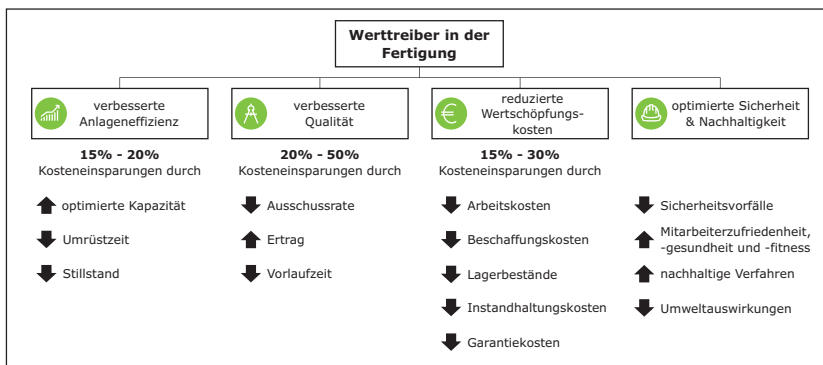 Werttreiber in der
Fertigung
verbesserte
Anlageneffizienz
15% - 20%
Kosteneinsparungen durch
optimierte Kapazität
Umrüstzeit
Stillstand
verbesserte
Qualität
20% - 50%
Kosteneinsparungen durch
Ausschussrate
Ertrag
Vorlaufzeit
reduzierte
Wertschöpfungs-
kosten
15% - 30%
Kosteneinsparungen durch
Arbeitskosten
Beschaffungskosten
Lagerbestände
Instandhaltungskosten
Garantiekosten
optimierte Sicherheit
& Nachhaltigkeit
Sicherheitsvorfälle
Mitarbeiterzufriedenheit,
-gesundheit und -fitness
nachhaltige Verfahren
Umweltauswirkungen